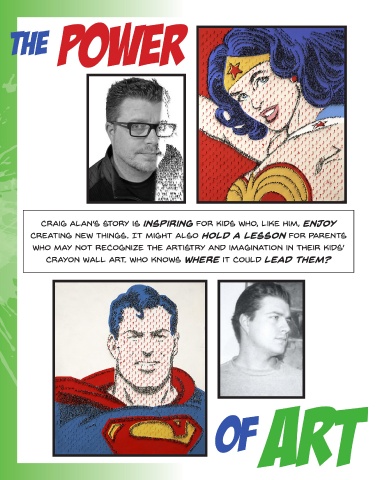 THE POWER
CRAIG ALAN'S STORY IS INSPIRING FOR KIDS WHO, LIKE HIM, ENJOY
CREATING NEW THINGS. IT MIGHT ALSO HOLD A LESSON FOR PARENTS
WHO MAY NOT RECOGNIZE THE ARTISTRY AND IMAGINATION IN THEIR KIDS'
CRAYON WALL ART. WHO KNOWS WHERE IT COULD LEAD THEM?
S
OF ART